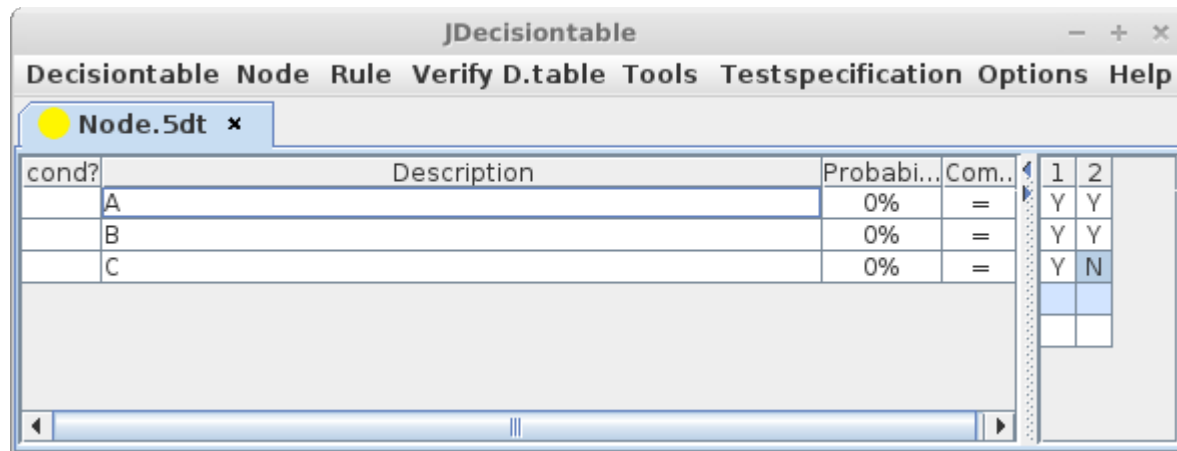 JDecisiontable
Decisiontable Node Rule Verify D.table Tools Testspecification Options Help
Node.5dt
cond? Description Probabi... Com... 1 2
A 0% = Y Y
B 0% = Y Y
C 0% = Y N